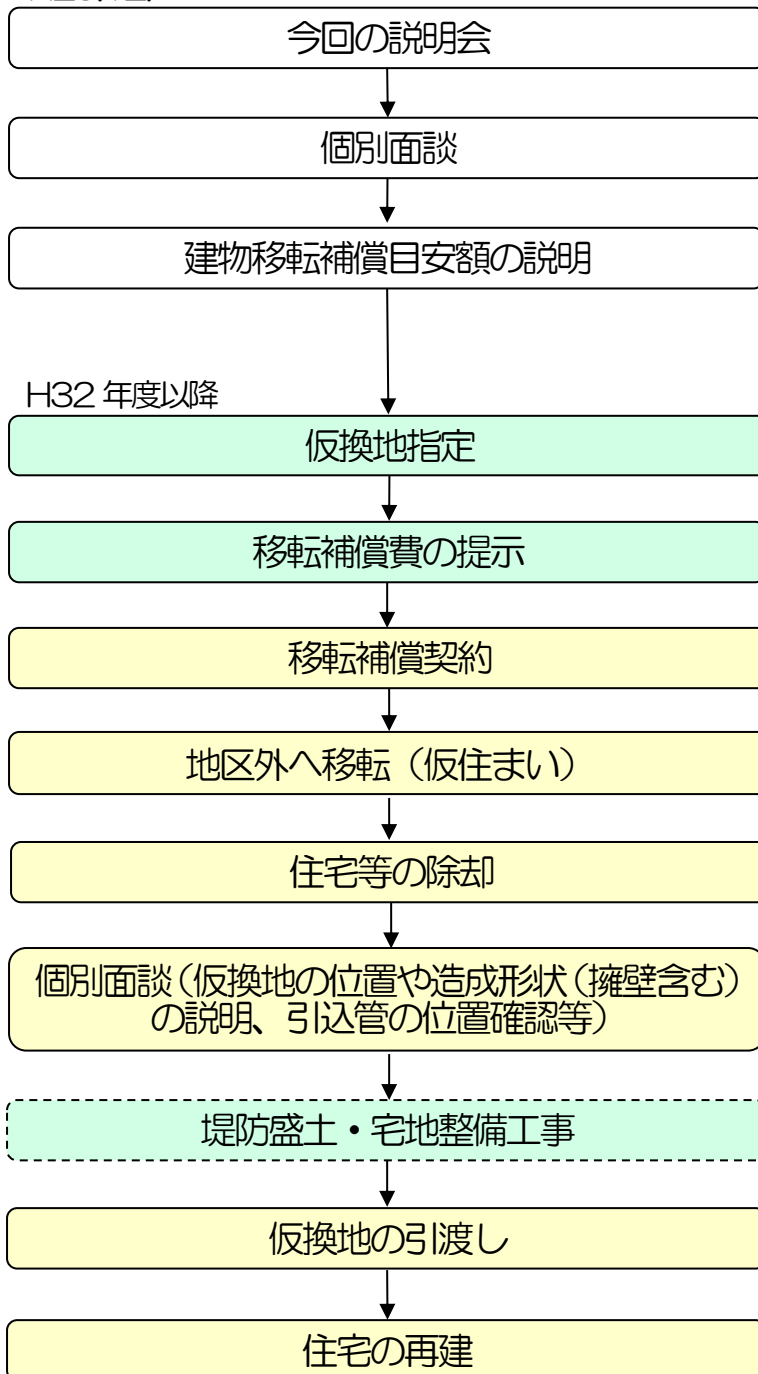 今回の説明会
個別面談
建物移転補償目安額の説明
H32 年度以降
仮換地指定
移転補償費の提示
移転補償契約
地区外へ移転（仮住まい）
住宅等の除却
個別面談（仮換地の位置や造成形状（擁壁含む）
の説明、引込管の位置確認等）
堤防盛土・宅地整備工事
仮換地の引渡し
住宅の再建